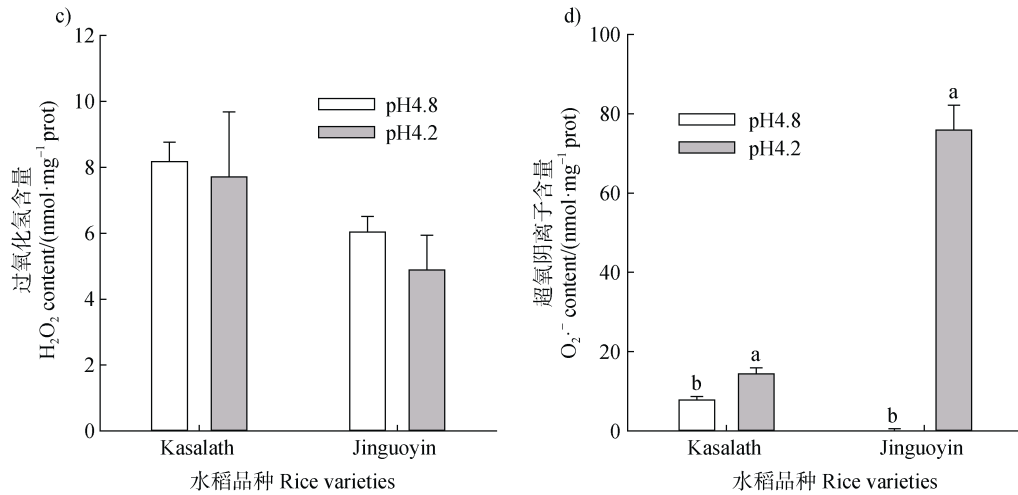 c)
过氧化氢含量
H₂O₂ content/(nmol·mg⁻¹ prot)
12
10
8
6
4
2
0
pH4.8
pH4.2
Kasalath
Jinguoyin
水稻品种 Rice varieties
d)
超氧阴离子含量
O₂·⁻ content/(nmol·mg⁻¹ prot)
100
80
60
40
20
0
pH4.8
pH4.2
b
a
b
a
Kasalath
Jinguoyin
水稻品种 Rice varieties